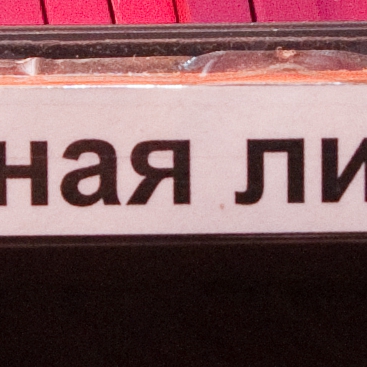 ная ли